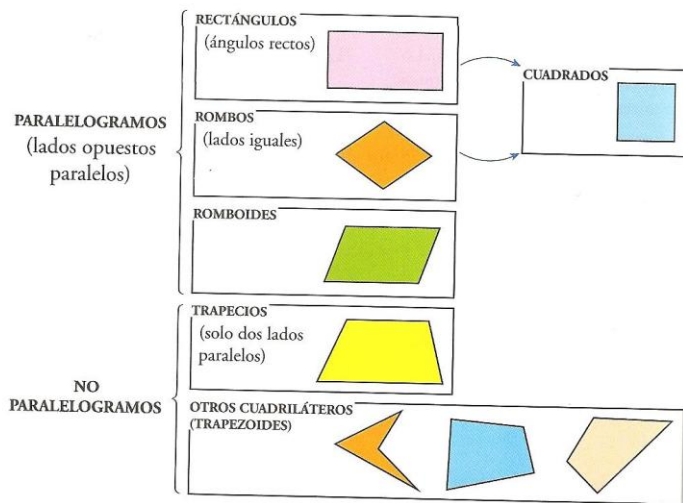 RECTÁNGULOS
(ángulos rectos)
CUADRADOS
PARALELOGRAMOS
(lados opuestos
paralelos)
ROMBOS
(lados iguales)
ROMBOIDES
TRAPECIOS
(solo dos lados
paralelos)
NO
PARALELOGRAMOS
OTROS CUADRILÁTEROS
(TRAPEZOIDES)